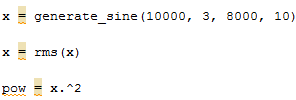 x = generate_sine(10000, 3, 8000, 10)
x = rms(x)
pow = x.^2